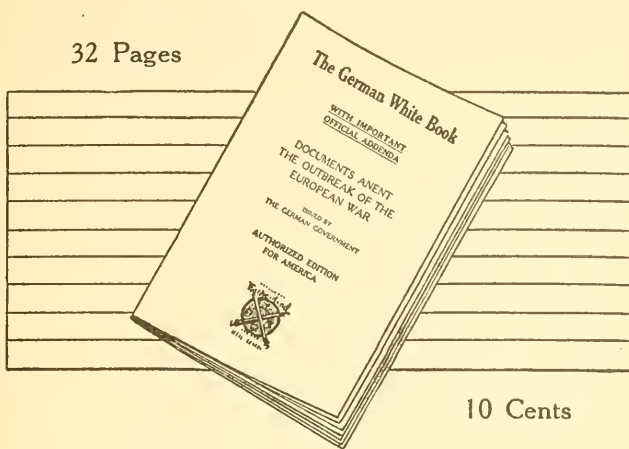 32 Pages
The German White Book
WITH IMPORTANT
OFFICIAL ADDENDA
DOCUMENTS ANENT
THE OUTBREAK OF THE
EUROPEAN WAR
ISSUED BY
THE GERMAN GOVERNMENT
AUTHORIZED EDITION
FOR AMERICA
10 Cents